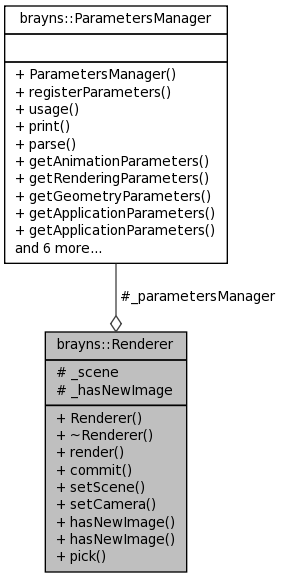 brayns::ParametersManager
+ ParametersManager()
+ registerParameters()
+ usage()
+ print()
+ parse()
+ getAnimationParameters()
+ getRenderingParameters()
+ getGeometryParameters()
+ getApplicationParameters()
+ getApplicationParameters()
and 6 more...
#_parametersManager
brayns::Renderer
# _scene
# _hasNewImage
+ Renderer()
+ ~Renderer()
+ render()
+ commit()
+ setScene()
+ setCamera()
+ hasNewImage()
+ hasNewImage()
+ pick()